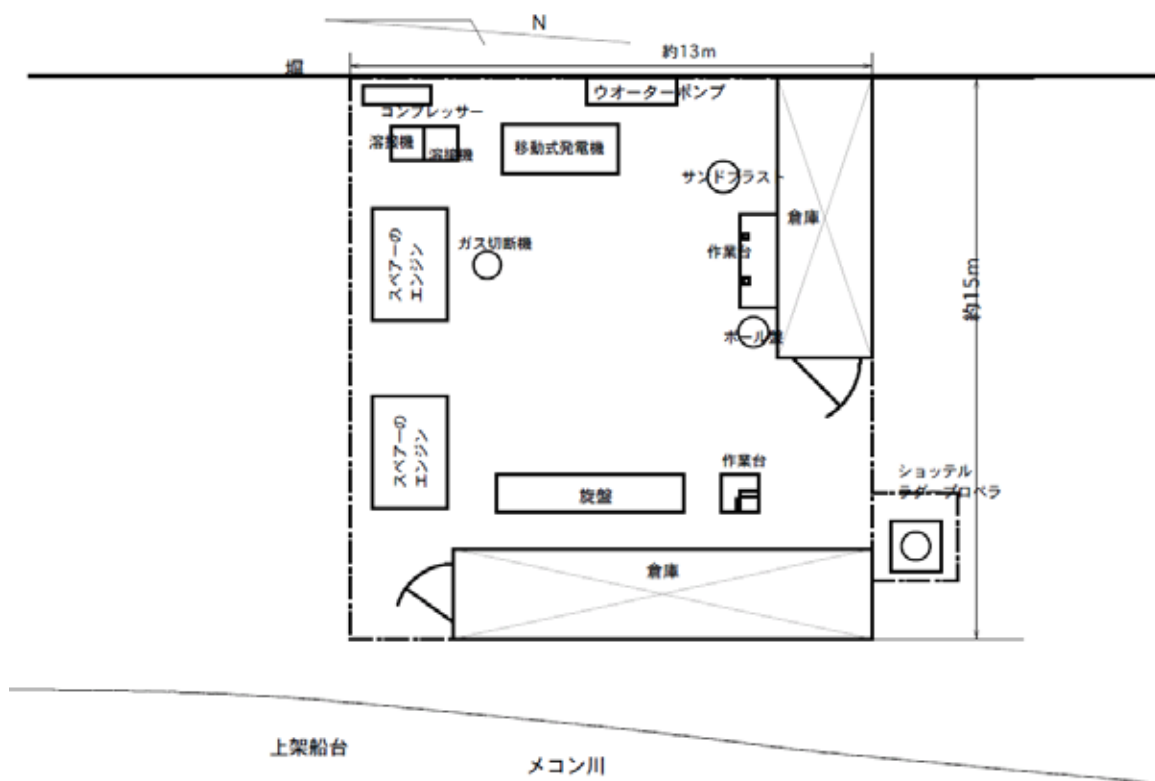 N
約13m
堀
ウオーターポンプ
コンプレッサー
溶接機
溶接機
移動式発電機
サンドブラス
倉庫
ガス切断機
作業台
スペアーの
エンジン
約15m
ボール盤
スペアーの
エンジン
作業台
ショッテル
ラダープロペラ
旋盤
倉庫
上架船台
メコン川